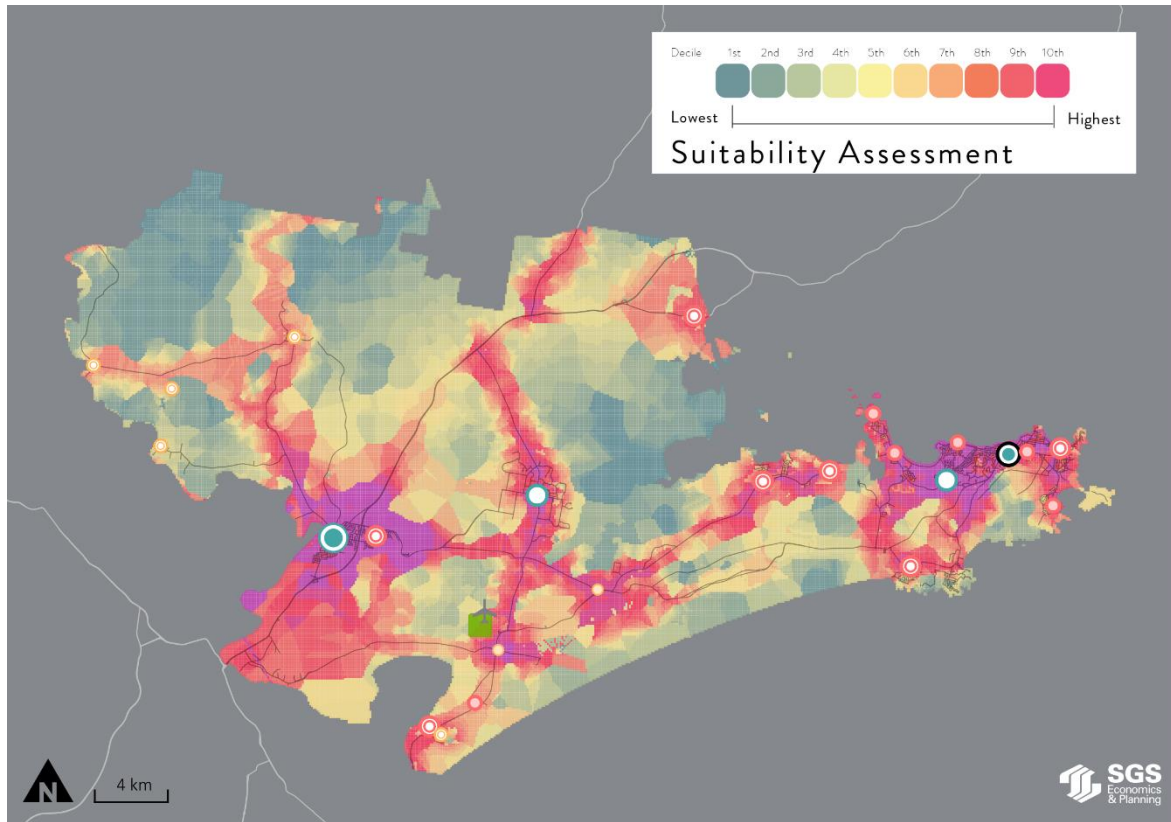 Decile 1st 2nd 3rd 4th 5th 6th 7th 8th 9th 10th
Lowest Highest
Suitability Assessment
N
4 km
SGS
Economics
& Planning